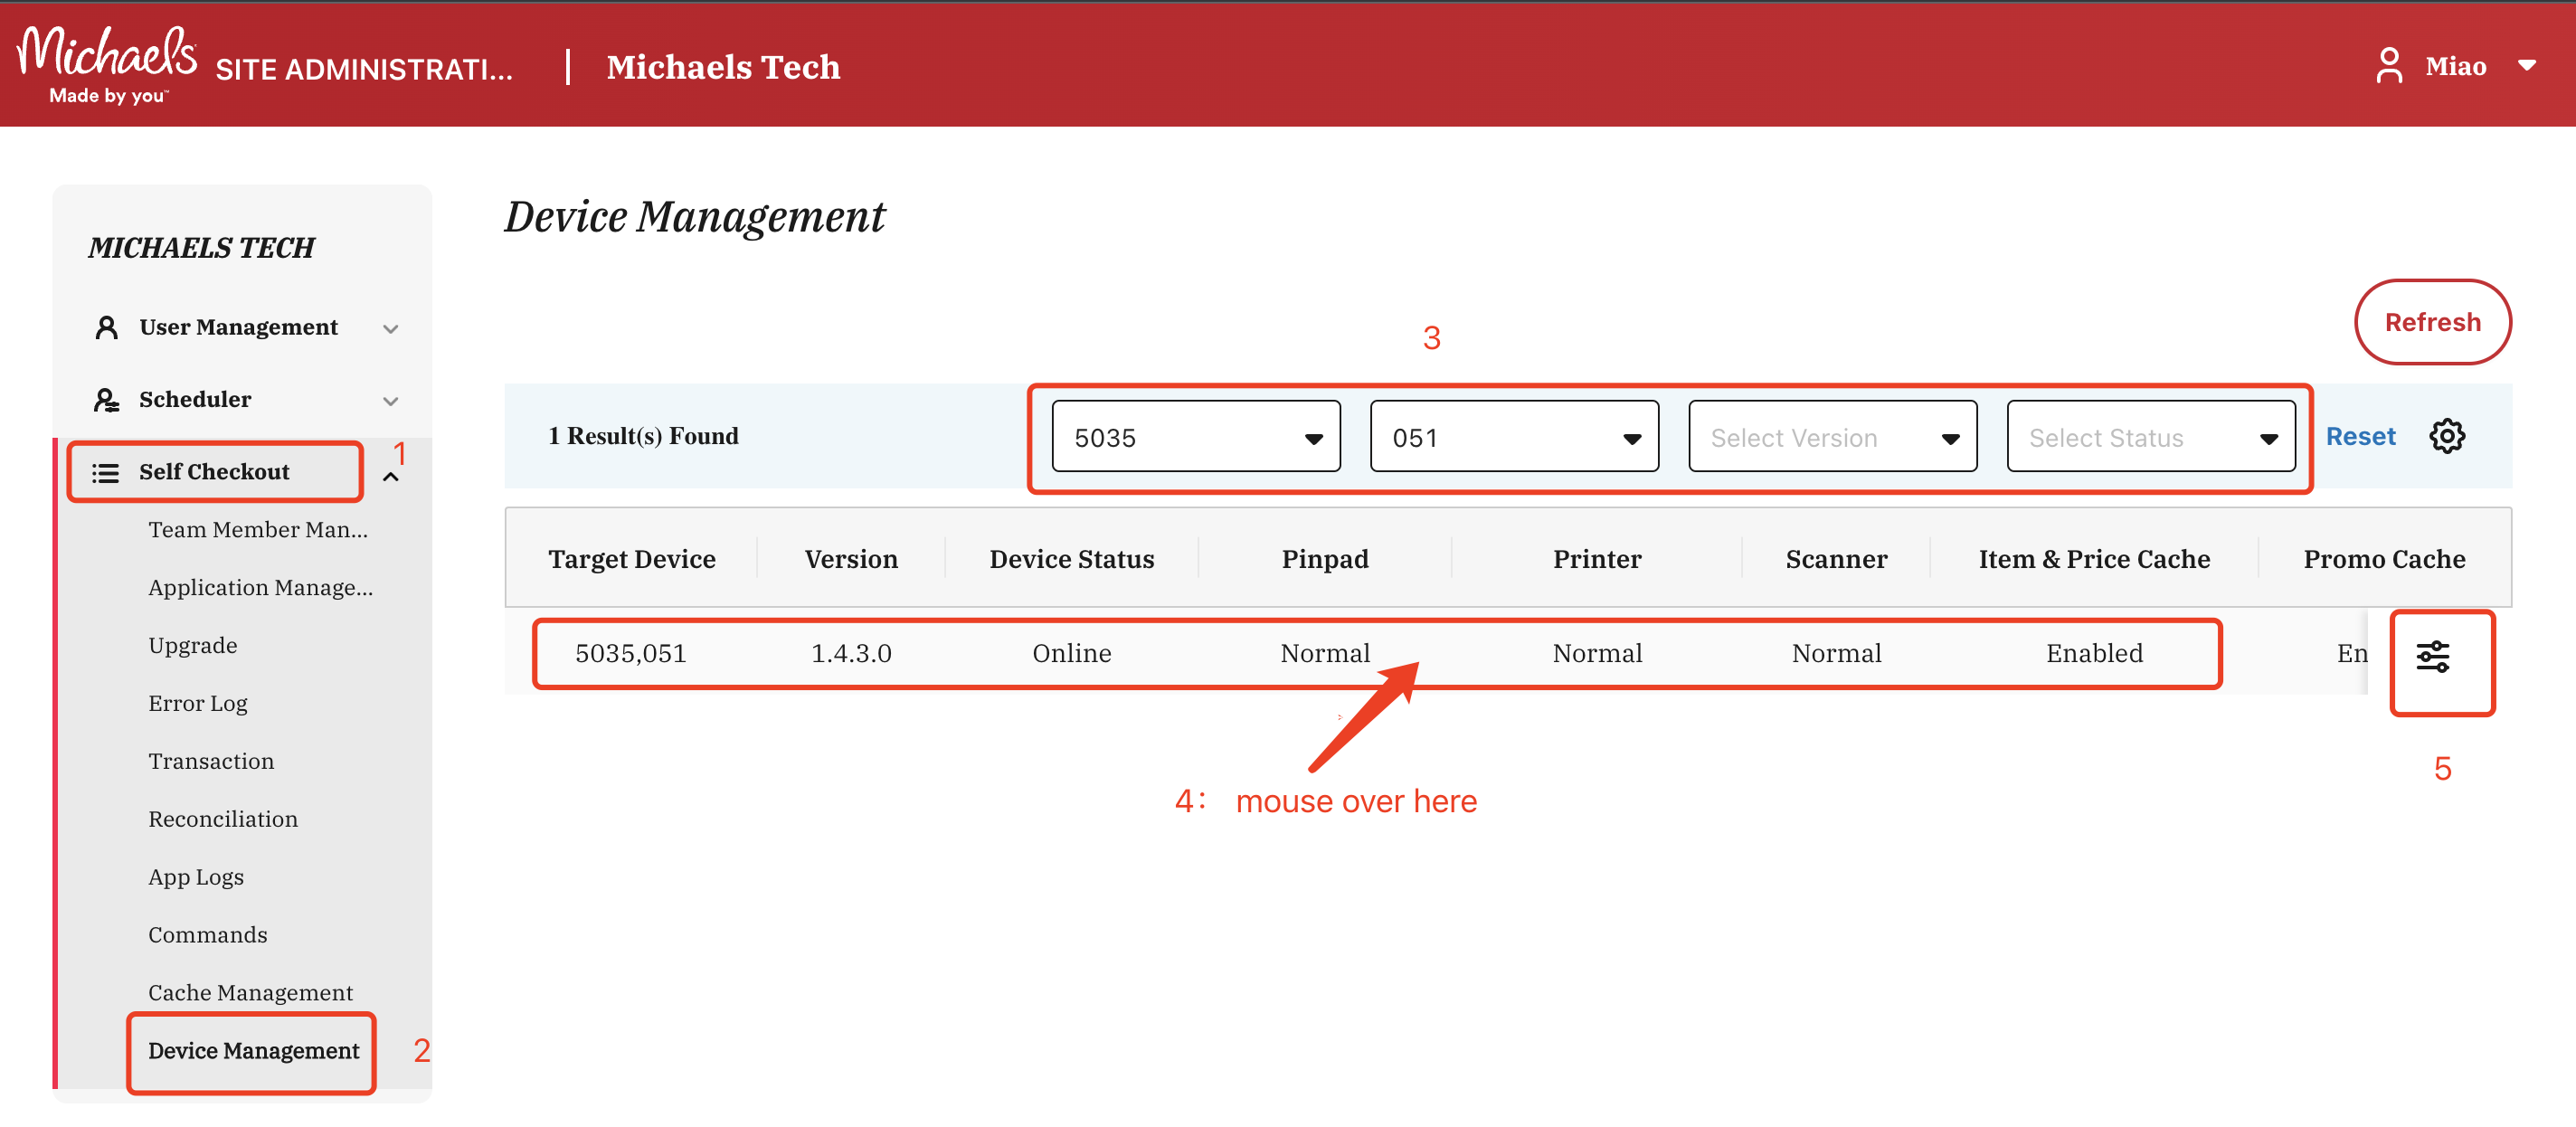 Michaels
Made by you™
SITE ADMINISTRATI...
Michaels Tech
Miao
MICHAELS TECH
User Management
Scheduler
Self Checkout
1
Team Member Man...
Application Manage...
Upgrade
Error Log
Transaction
Reconciliation
App Logs
Commands
Cache Management
Device Management
2
Device Management
Refresh
3
1 Result(s) Found
5035
051
Select Version
Select Status
Reset
Target Device Version Device Status Pinpad Printer Scanner Item & Price Cache Promo Cache
5035,051 1.4.3.0 Online Normal Normal Normal Enabled En
4： mouse over here
5